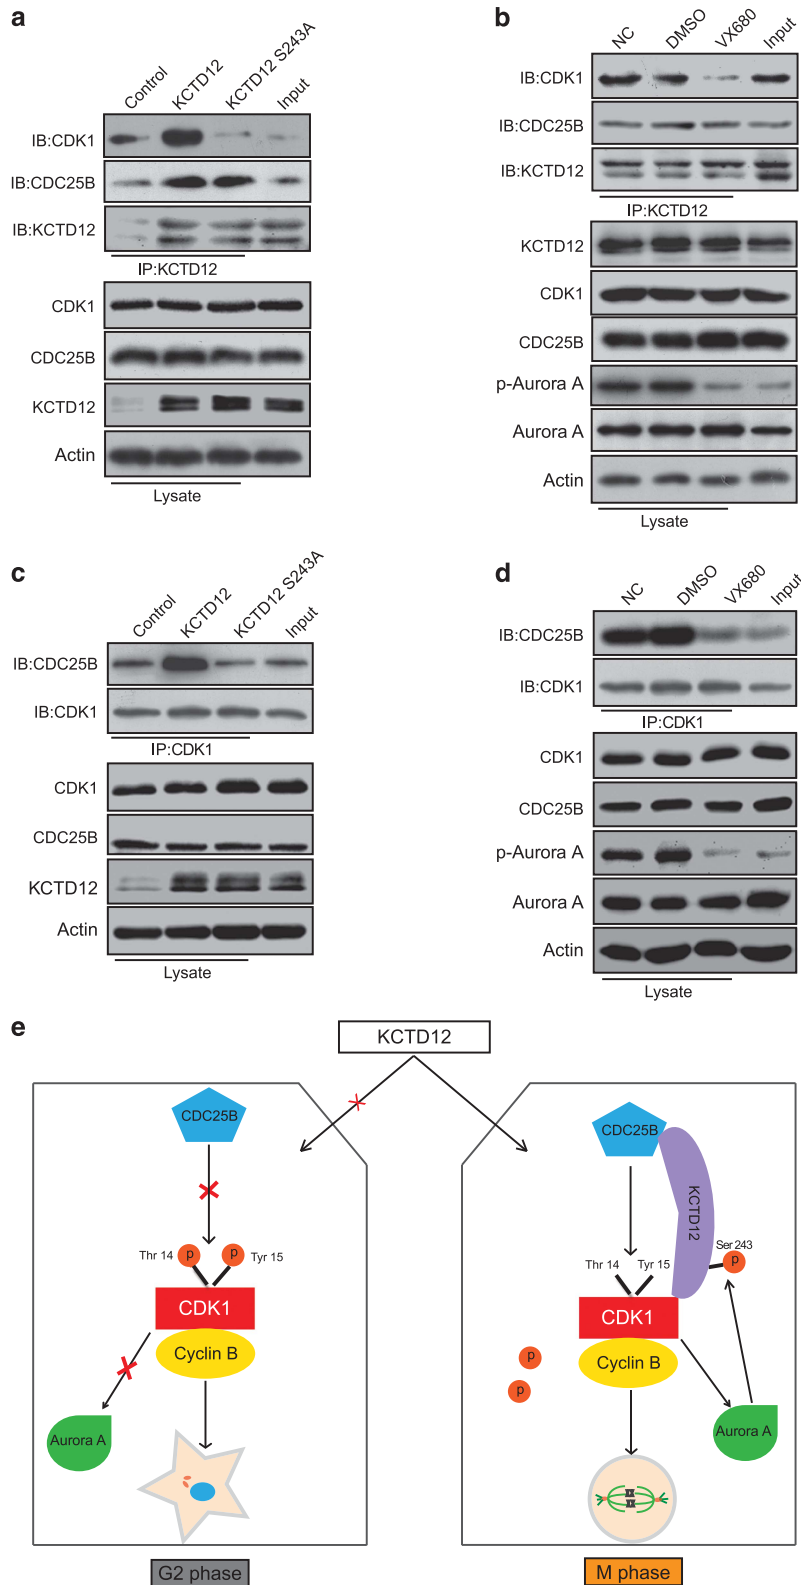 a
Control KCTD12 KCTD12 S243A Input
IB:CDK1
IB:CDC25B
IB:KCTD12
IP:KCTD12
CDK1
CDC25B
KCTD12
Actin
Lysate
b
NC DMSO VX680 Input
IB:CDK1
IB:CDC25B
IB:KCTD12
IP:KCTD12
KCTD12
CDK1
CDC25B
p-Aurora A
Aurora A
Actin
Lysate
c
Control KCTD12 KCTD12 S243A Input
IB:CDC25B
IB:CDK1
IP:CDK1
CDK1
CDC25B
KCTD12
Actin
Lysate
d
NC DMSO VX680 Input
IB:CDC25B
IB:CDK1
IP:CDK1
CDK1
CDC25B
p-Aurora A
Aurora A
Actin
Lysate
e
KCTD12
CDC25B
Thr 14 p p Tyr 15
CDK1
Cyclin B
Aurora A
G2 phase
CDC25B
KCTD12
Ser 243
p
Thr 14 Tyr 15
CDK1
Cyclin B
p
p
Aurora A
M phase